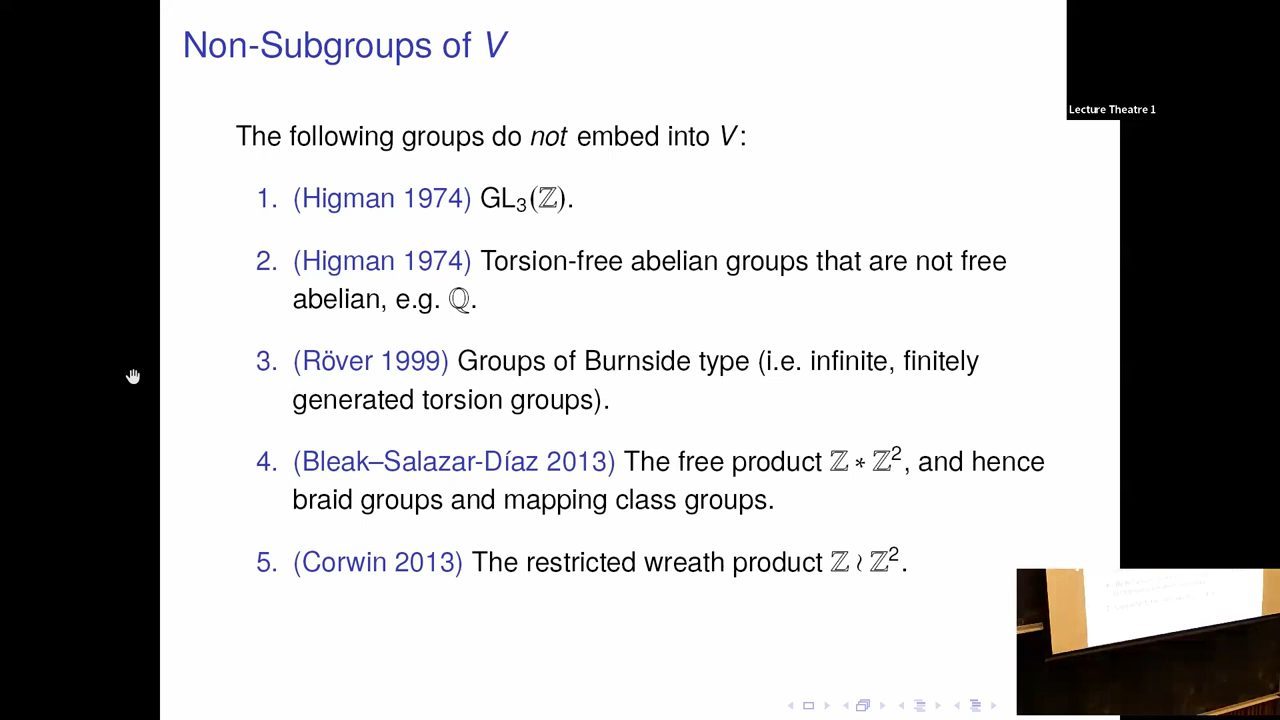 Non-Subgroups of V
Lecture Theatre 1
The following groups do not embed into V:
1. (Higman 1974) GL₃(ℤ).
2. (Higman 1974) Torsion-free abelian groups that are not free
abelian, e.g. ℚ.
3. (Röver 1999) Groups of Burnside type (i.e. infinite, finitely
generated torsion groups).
4. (Bleak–Salazar-Díaz 2013) The free product ℤ ∗ ℤ², and hence
braid groups and mapping class groups.
5. (Corwin 2013) The restricted wreath product ℤ ≀ ℤ².